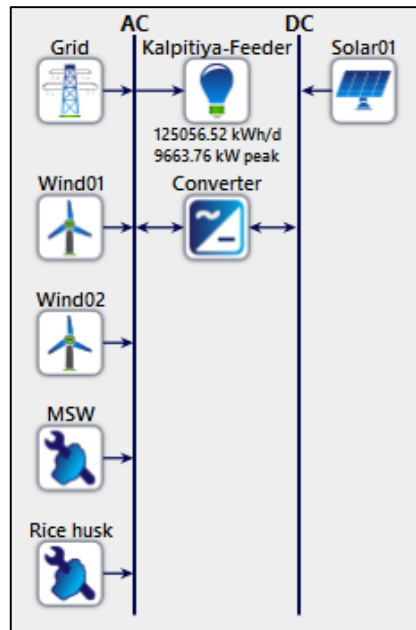 AC DC
Grid Kalpitiya-Feeder Solar01
125056.52 kWh/d
9663.76 kW peak
Wind01 Converter
Wind02
MSW
Rice husk